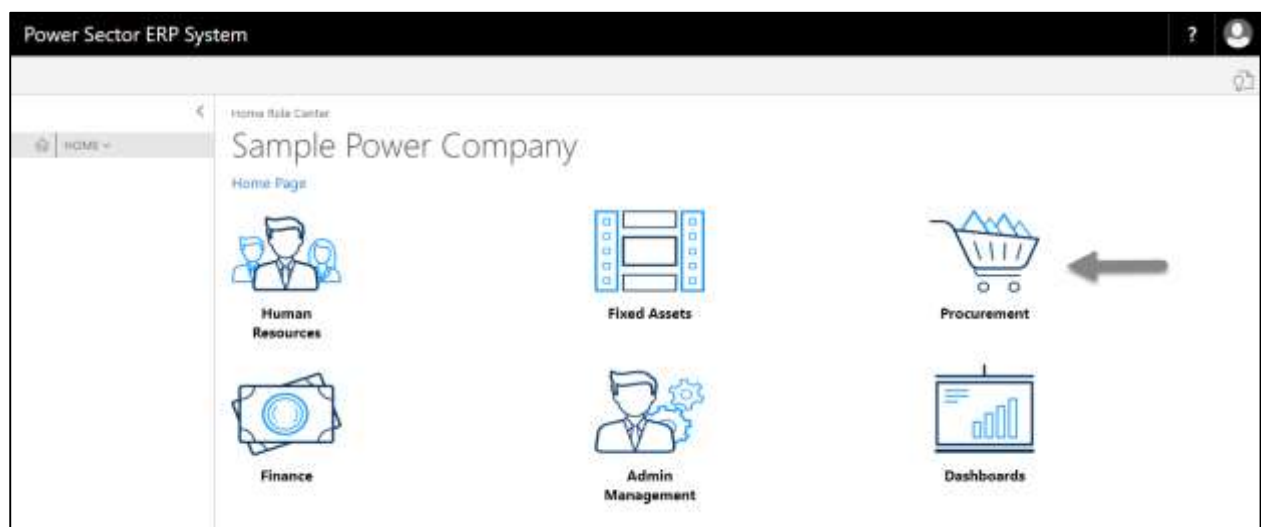 Power Sector ERP System
?
Home Role Center
HOME
Sample Power Company
Home Page
Human
Resources
Fixed Assets
Procurement
Finance
Admin
Management
Dashboards